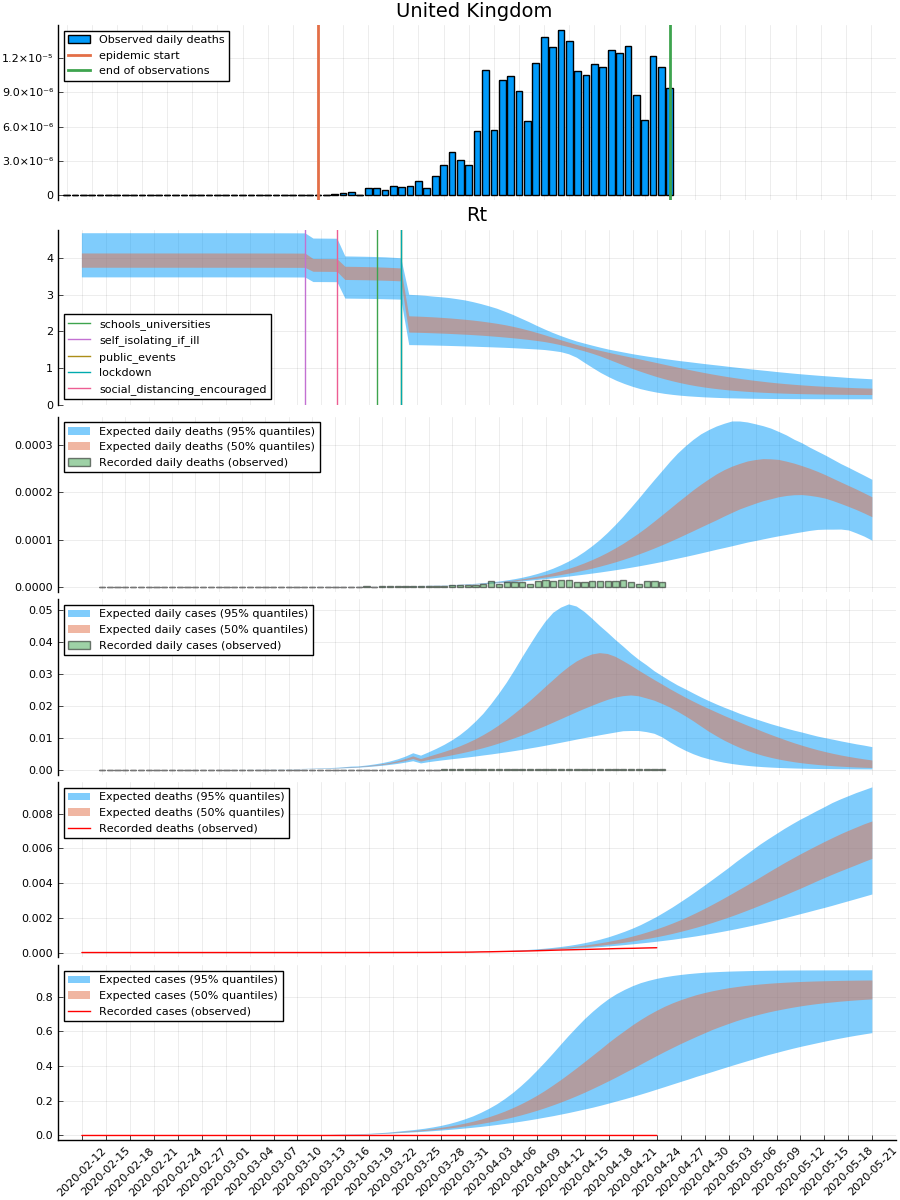 United Kingdom
Observed daily deaths
epidemic start
end of observations
1.2×10⁻⁵
9.0×10⁻⁶
6.0×10⁻⁶
3.0×10⁻⁶
0
Rt
4
3
2
1
0
schools_universities
self_isolating_if_ill
public_events
lockdown
social_distancing_encouraged
Expected daily deaths (95% quantiles)
Expected daily deaths (50% quantiles)
Recorded daily deaths (observed)
0.0003
0.0002
0.0001
0.0000
Expected daily cases (95% quantiles)
Expected daily cases (50% quantiles)
Recorded daily cases (observed)
0.05
0.04
0.03
0.02
0.01
0.00
Expected deaths (95% quantiles)
Expected deaths (50% quantiles)
Recorded deaths (observed)
0.008
0.006
0.004
0.002
0.000
Expected cases (95% quantiles)
Expected cases (50% quantiles)
Recorded cases (observed)
0.8
0.6
0.4
0.2
0.0
2020-02-12
2020-02-15
2020-02-18
2020-02-21
2020-02-24
2020-02-27
2020-03-01
2020-03-04
2020-03-07
2020-03-10
2020-03-13
2020-03-16
2020-03-19
2020-03-22
2020-03-25
2020-03-28
2020-03-31
2020-04-03
2020-04-06
2020-04-09
2020-04-12
2020-04-15
2020-04-18
2020-04-21
2020-04-24
2020-04-27
2020-04-30
2020-05-03
2020-05-06
2020-05-09
2020-05-12
2020-05-15
2020-05-18
2020-05-21